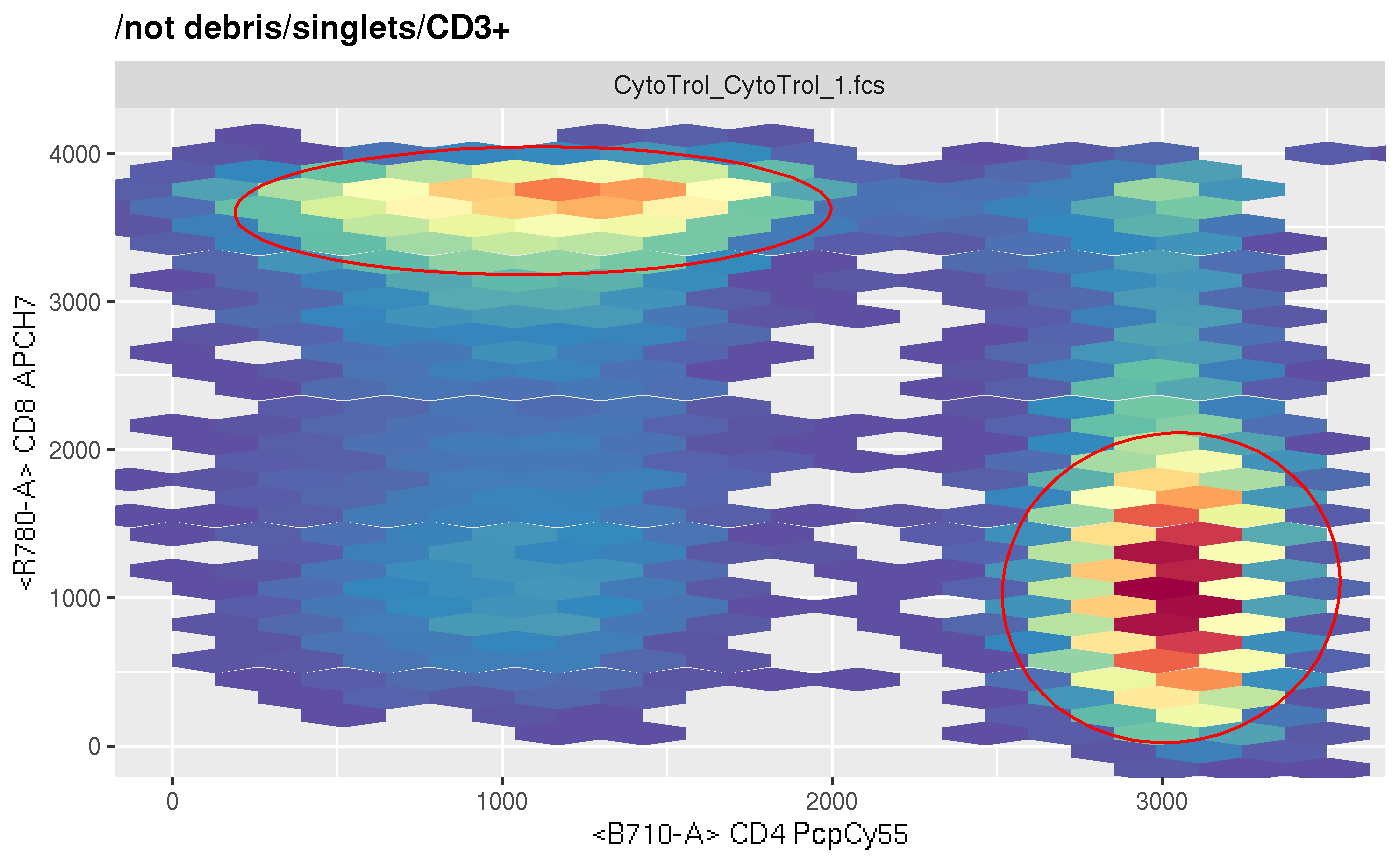 /not debris/singlets/CD3+
CytoTrol_CytoTrol_1.fcs
4000
3000
2000
1000
0
<R780-A> CD8 APCH7
0 1000 2000 3000
<B710-A> CD4 PcpCy55